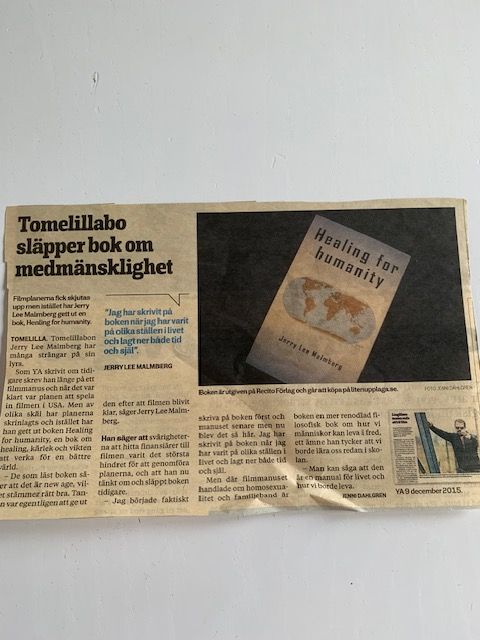 Tomelillabo
släpper bok om
medmänsklighet
Filmplanerna fick skjutas
upp men istället har Jerry
Lee Malmberg gett ut en
bok, Henling for humanity.
TOMELILLA. Tomelillabon
Jerry Lee Malmberg har
många strängar på sin
lyra.
Som YA skrivit om tidi-
gare skrev han länge på ett
filmmanus och när det var
klart var planen att spela
in filmen i USA. Men av
olika skäl har planerna
skrinlagts och istället har
han gett ut boken Healing
for humanity, en bok om
healing, kärlek och vikten
att verka för en bättre
värld.
– De som läst boken sä-
ger att det är new age, vil-
ket stämmer rätt bra. Tan-
ken var egentligen att ge ut
"Jag har skrivit på
boken när jag har varit
på olika ställen i livet
och lagt ner både tid
och själ".
JERRY LEE MALMBERG
den efter att filmen blivit
klar, säger Jerry Lee Malm-
berg.
Han säger att svårigheterna
att hitta finansiärer till
filmen varit det största
hindret för att genomföra
planerna, och att han nu
tänkt om och släppt boken
tidigare.
– Jag började faktiskt
Healing for
humanity
Jerry Lee Malmberg
Boken är utgiven på Recito Förlag och går att köpa på litenupplaga.se.
FOTO: JENNI DAHLGREN
skriva på boken först och
manuset senare men nu
blev det så här. Jag har
skrivit på boken när jag
har varit på olika ställen i
livet och lagt ner både tid
och själ.
Men där filmmanuset
handlade om homosexua-
litet och familjeband är
boken en mer renodlad fi-
losofisk bok om hur vi
människor kan leva i fred,
ett ämne han tycker att vi
borde lära oss redan i sko-
lan.
– Man kan säga att den
är en manual för livet och
hur vi borde leva.
JENNI DAHLGREN
YA 9 december 2015.